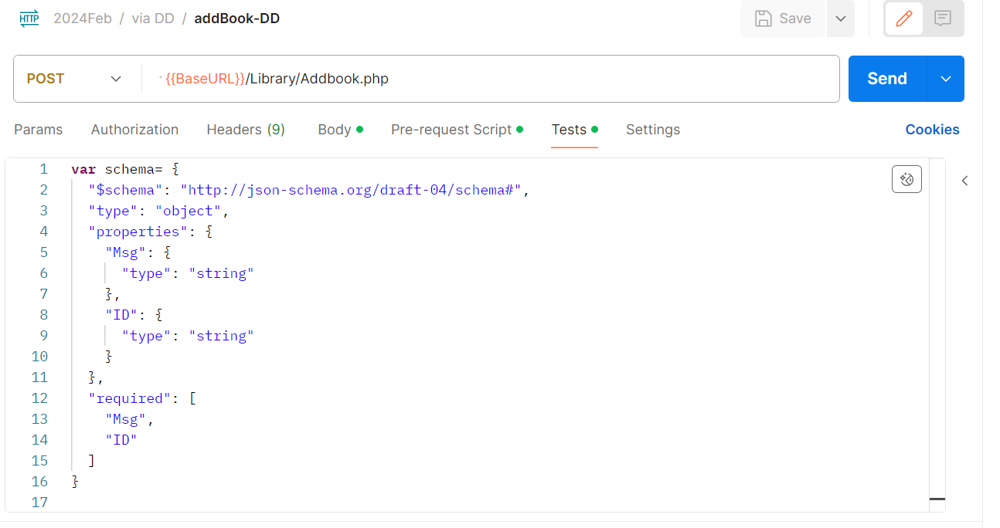 HTTP 2024Feb / via DD / addBook-DD Save
POST {{BaseURL}}/Library/Addbook.php Send
Params Authorization Headers (9) Body Pre-request Script Tests Settings Cookies
1 var schema= {
2 "$schema": "http://json-schema.org/draft-04/schema#",
3 "type": "object",
4 "properties": {
5 "Msg": {
6 "type": "string"
7 },
8 "ID": {
9 "type": "string"
10 }
11 },
12 "required": [
13 "Msg",
14 "ID"
15 ]
16 }
17